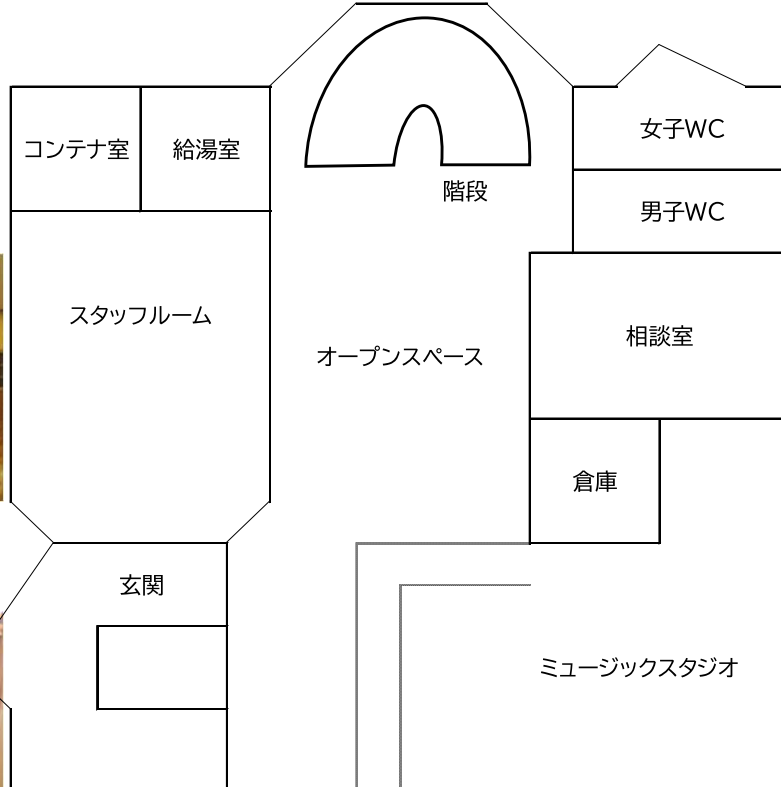 女子WC
コンテナ室
給湯室
階段
男子WC
スタッフルーム
オープンスペース
相談室
倉庫
玄関
ミュージックスタジオ